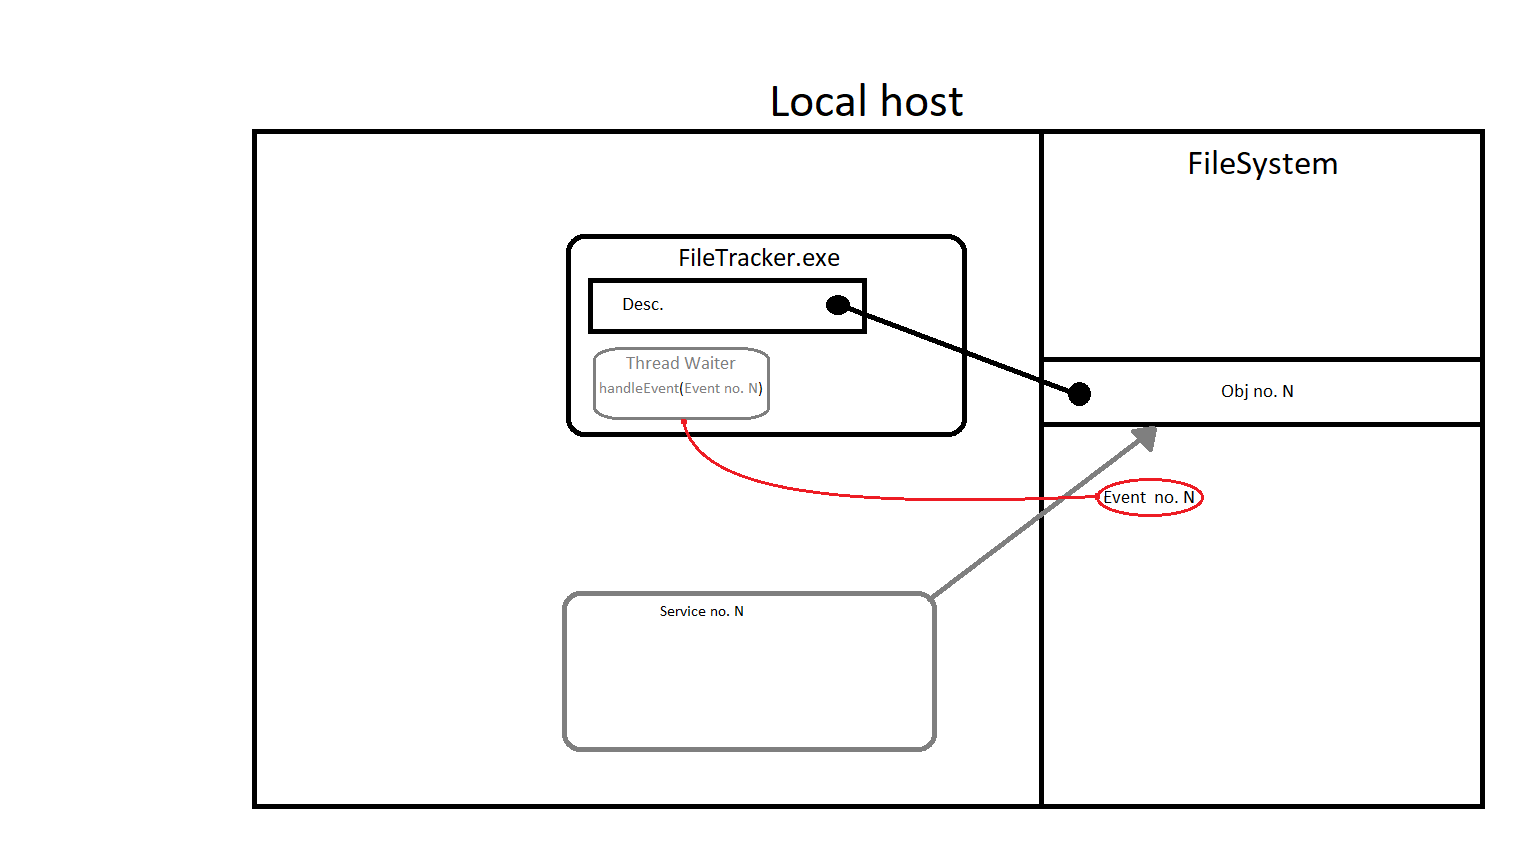 Local host
FileSystem
FileTracker.exe
Desc.
Thread Waiter
handleEvent(Event no. N)
Obj no. N
Event no. N
Service no. N